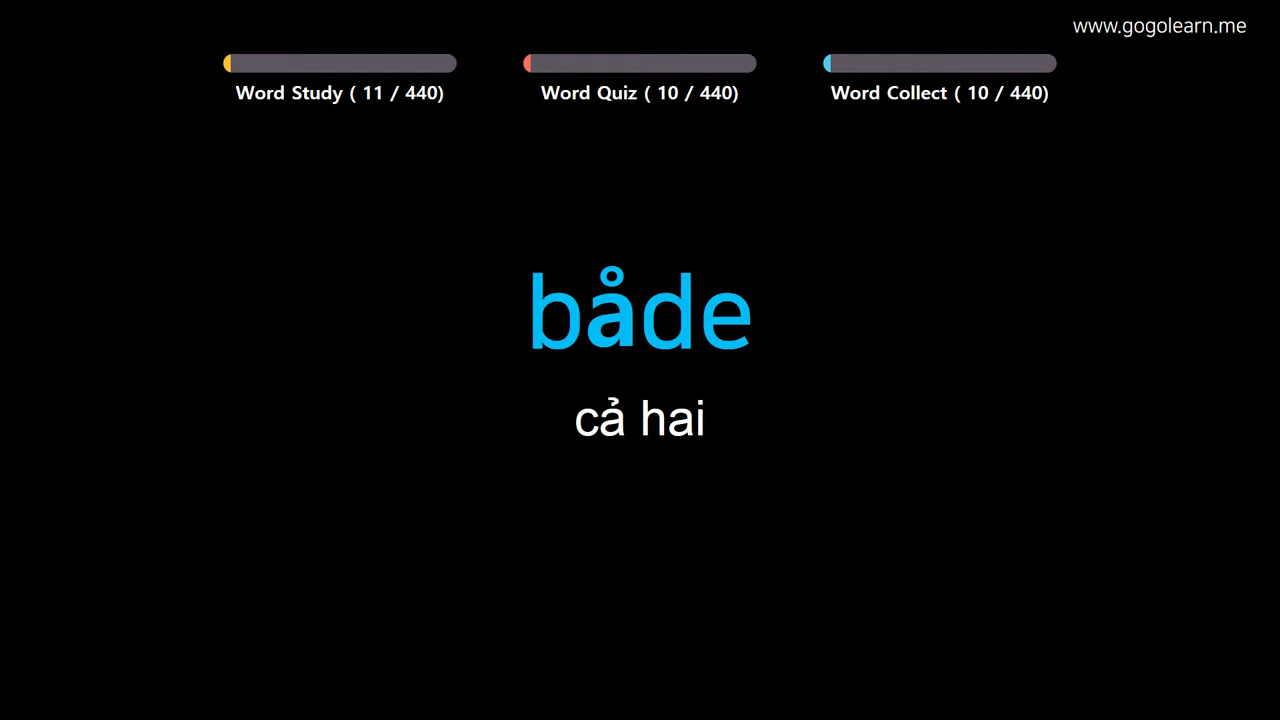 www.gogolearn.me
Word Study ( 11 / 440)
Word Quiz ( 10 / 440)
Word Collect ( 10 / 440)
både
cả hai